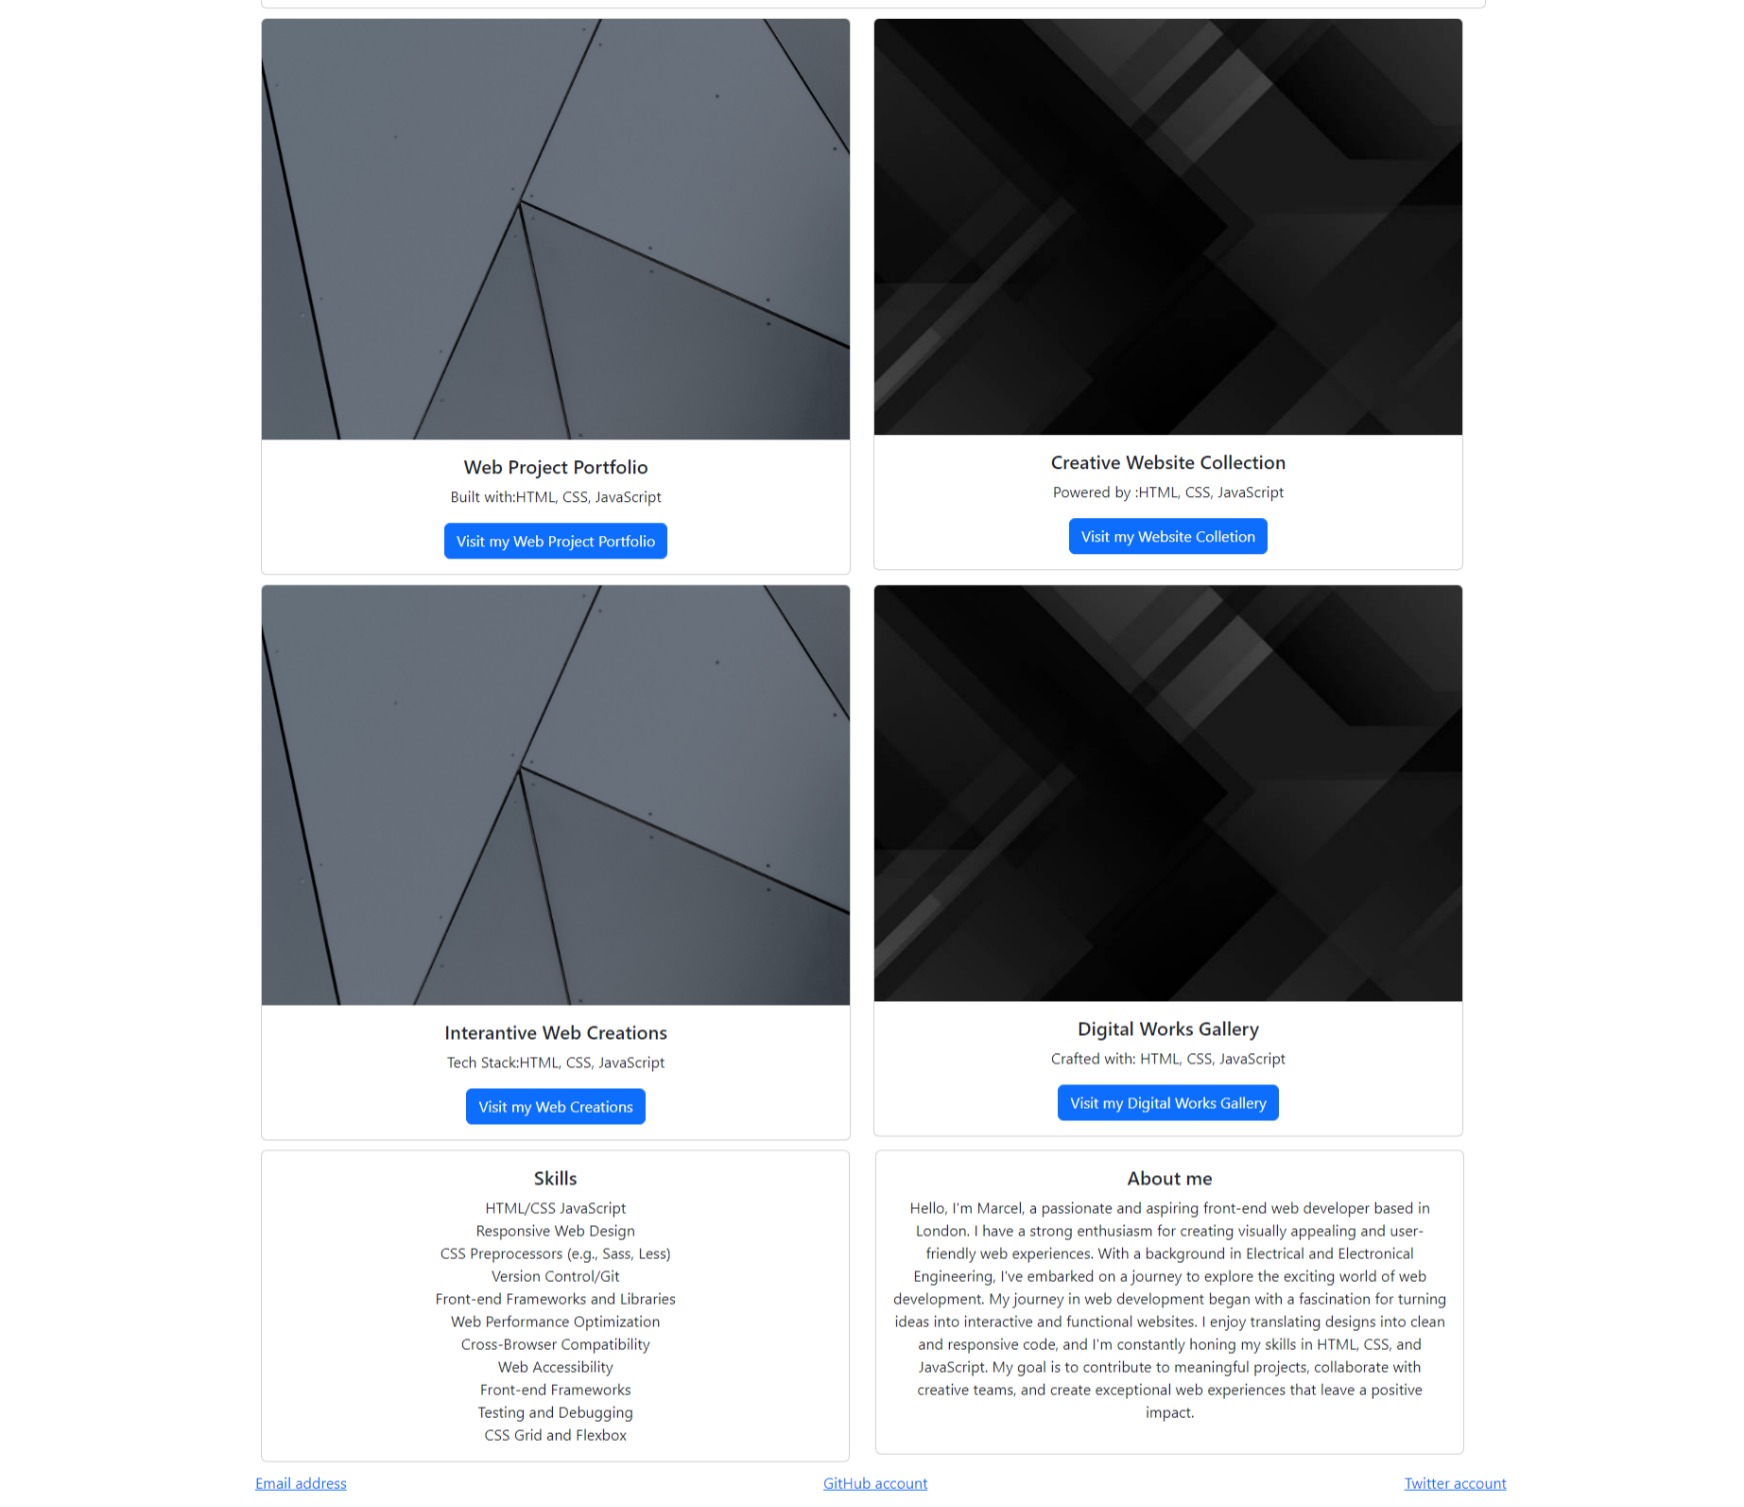 Web Project Portfolio
Built with:HTML, CSS, JavaScript
Visit my Web Project Portfolio
Creative Website Collection
Powered by :HTML, CSS, JavaScript
Visit my Website Colletion
Interantive Web Creations
Tech Stack:HTML, CSS, JavaScript
Visit my Web Creations
Digital Works Gallery
Crafted with: HTML, CSS, JavaScript
Visit my Digital Works Gallery
Skills
HTML/CSS JavaScript
Responsive Web Design
CSS Preprocessors (e.g., Sass, Less)
Version Control/Git
Front-end Frameworks and Libraries
Web Performance Optimization
Cross-Browser Compatibility
Web Accessibility
Front-end Frameworks
Testing and Debugging
CSS Grid and Flexbox
About me
Hello, I'm Marcel, a passionate and aspiring front-end web developer based in
London. I have a strong enthusiasm for creating visually appealing and user-
friendly web experiences. With a background in Electrical and Electronical
Engineering, I've embarked on a journey to explore the exciting world of web
development. My journey in web development began with a fascination for turning
ideas into interactive and functional websites. I enjoy translating designs into clean
and responsive code, and I'm constantly honing my skills in HTML, CSS, and
JavaScript. My goal is to contribute to meaningful projects, collaborate with
creative teams, and create exceptional web experiences that leave a positive
impact.
Email address
GitHub account
Twitter account